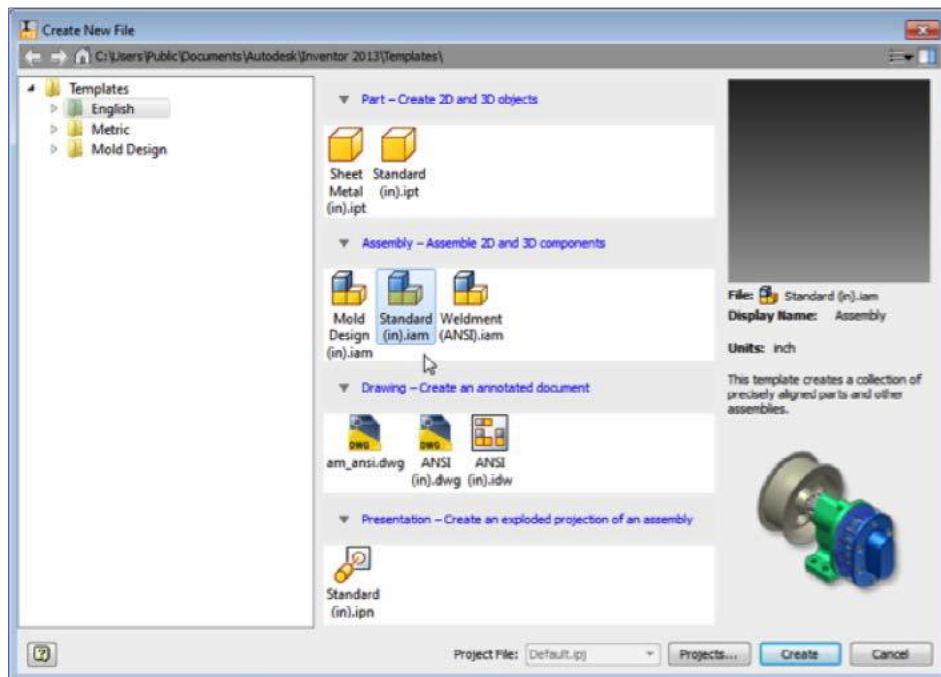 Create New File
C:\Users\Public\Documents\Autodesk\Inventor 2013\Templates\
Templates
English
Metric
Mold Design
Part – Create 2D and 3D objects
Sheet Metal (in).ipt
Standard (in).ipt
Assembly – Assemble 2D and 3D components
Mold Design (in).iam
Standard (in).iam
Weldment (ANSI).iam
Drawing – Create an annotated document
DWG
am_ansi.dwg
DWG
ANSI (in).dwg
ANSI (in).idw
Presentation – Create an exploded projection of an assembly
Standard (in).ipn
File: Standard (in).iam
Display Name: Assembly
Units: inch
This template creates a collection of
precisely aligned parts and other
assemblies.
Project File: Default.ipj
Projects...
Create
Cancel